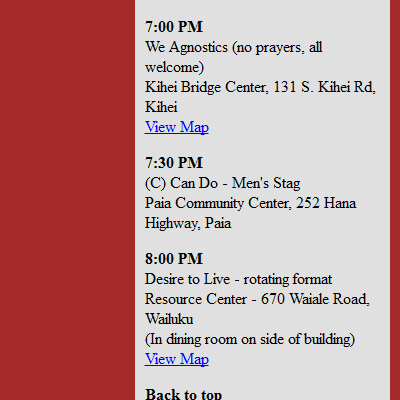 7:00 PM
We Agnostics (no prayers, all
welcome)
Kihei Bridge Center, 131 S. Kihei Rd,
Kihei
View Map
7:30 PM
(C) Can Do - Men's Stag
Paia Community Center, 252 Hana
Highway, Paia
8:00 PM
Desire to Live - rotating format
Resource Center - 670 Waiale Road,
Wailuku
(In dining room on side of building)
View Map
Back to top